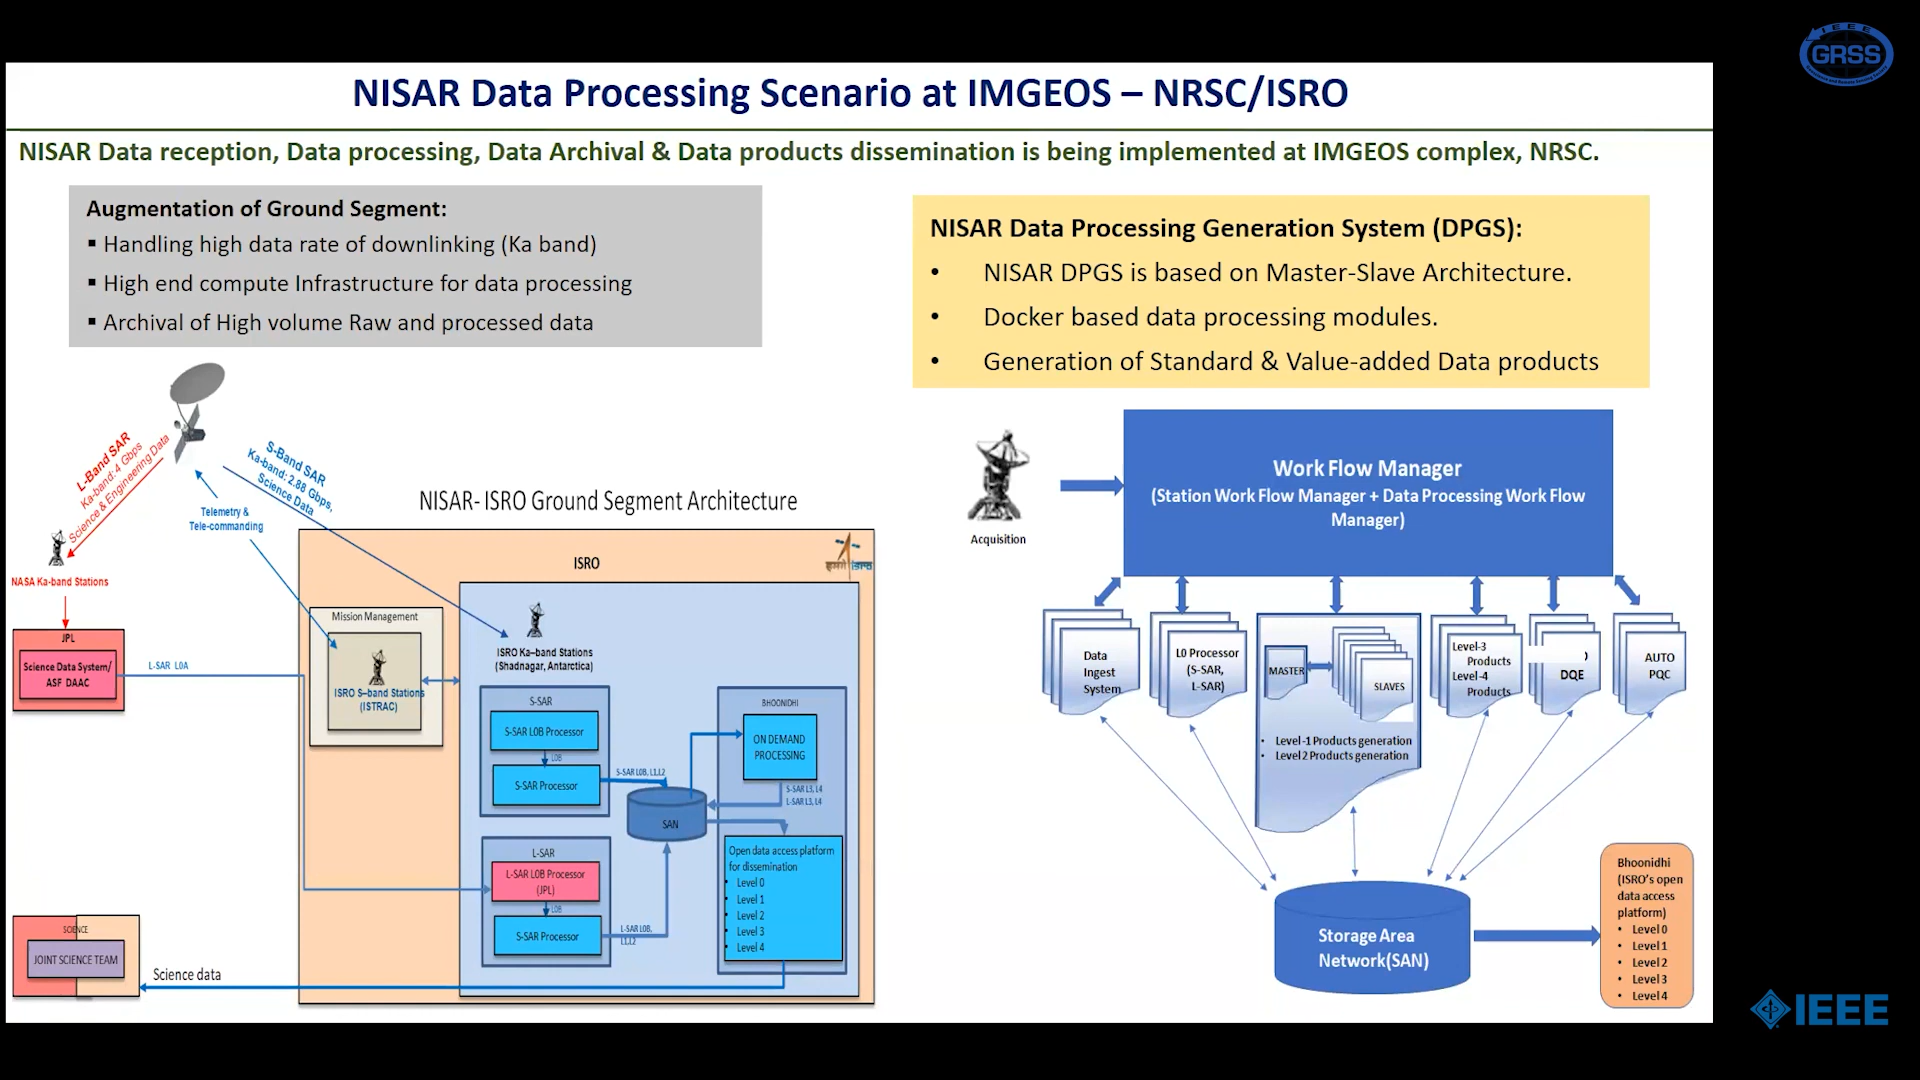 IEEE
GRSS
NISAR Data Processing Scenario at IMGEOS – NRSC/ISRO
NISAR Data reception, Data processing, Data Archival & Data products dissemination is being implemented at IMGEOS complex, NRSC.
Augmentation of Ground Segment:
▪ Handling high data rate of downlinking (Ka band)
▪ High end compute Infrastructure for data processing
▪ Archival of High volume Raw and processed data
NISAR Data Processing Generation System (DPGS):
• NISAR DPGS is based on Master-Slave Architecture.
• Docker based data processing modules.
• Generation of Standard & Value-added Data products
L-Band SAR
Ka-band: 4 Gbps
Science & Engineering Data
S-Band SAR
Ka-band: 2.88 Gbps,
Science Data
Telemetry &
Tele-commanding
NASA Ka-band Stations
JPL
Science Data System/
ASF DAAC
L-SAR L0A
SCIENCE
JOINT SCIENCE TEAM
Science data
NISAR- ISRO Ground Segment Architecture
ISRO
इसरो isro
Mission Management
ISRO S–band Stations
(ISTRAC)
ISRO Ka–band Stations
(Shadnagar, Antarctica)
S-SAR
S-SAR L0B Processor
L0B
S-SAR Processor
S-SAR L0B, L1,L2
SAN
L-SAR
L-SAR L0B Processor
(JPL)
L0B
S-SAR Processor
L-SAR L0B,
L1,L2
BHOONIDHI
ON DEMAND
PROCESSING
S-SAR L3, L4
L-SAR L3, L4
Open data access platform
for dissemination
• Level 0
• Level 1
• Level 2
• Level 3
• Level 4
Acquisition
Work Flow Manager
(Station Work Flow Manager + Data Processing Work Flow
Manager)
Data
Ingest
System
L0 Processor
(S-SAR,
L-SAR)
MASTER
SLAVES
• Level -1 Products generation
• Level 2 Products generation
Level-3
Products
Level-4
Products
)
DQE
AUTO
PQC
Storage Area
Network(SAN)
Bhoonidhi
(ISRO's open
data access
platform)
• Level 0
• Level 1
• Level 2
• Level 3
• Level 4
IEEE